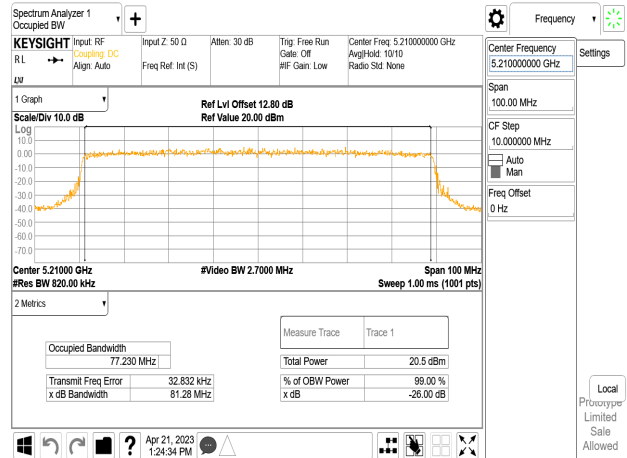 Spectrum Analyzer 1
Occupied BW
Frequency
KEYSIGHT
Input: RF
Input Z: 50 Ω
Atten: 30 dB
Trig: Free Run
Center Freq: 5.210000000 GHz
R L
Coupling: DC
Gate: Off
Avg|Hold: 10/10
Align: Auto
Freq Ref: Int (S)
#IF Gain: Low
Radio Std: None
LXI
Center Frequency
5.210000000 GHz
Settings
Span
100.00 MHz
CF Step
10.000000 MHz
Auto
Man
Freq Offset
0 Hz
1 Graph
Ref Lvl Offset 12.80 dB
Scale/Div 10.0 dB
Ref Value 20.00 dBm
Log
10.0
0.00
-10.0
-20.0
-30.0
-40.0
-50.0
-60.0
-70.0
Center 5.21000 GHz
#Video BW 2.7000 MHz
Span 100 MHz
#Res BW 820.00 kHz
Sweep 1.00 ms (1001 pts)
2 Metrics
Measure Trace
Trace 1
Occupied Bandwidth
77.230 MHz
Total Power
20.5 dBm
Transmit Freq Error
32.832 kHz
% of OBW Power
99.00 %
x dB Bandwidth
81.28 MHz
x dB
-26.00 dB
Local
Prototype
Limited
Sale
Allowed
?
Apr 21, 2023
1:24:34 PM